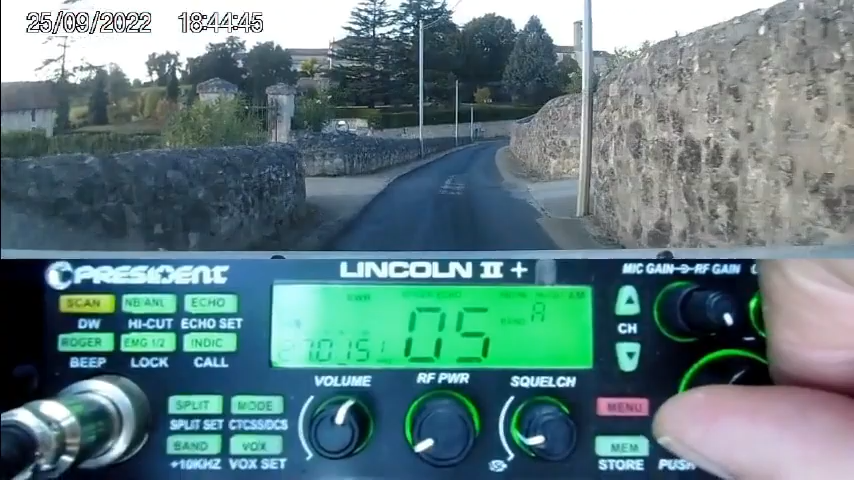 25/09/2022 18:44:45
PRESIDENT LINCOLN II +
MIC GAIN RF GAIN
SCAN NB/ANL ECHO
DW HI-CUT ECHO SET
ROGER EMG 1/2 INDIC
BEEP LOCK CALL
05
A
27.0151
CH
VOLUME RF PWR SQUELCH
SPLIT MODE
SPLIT SET CTCSS/DCS
BAND VOX
+10KHZ VOX SET
MENU
MEM
STORE
PUSH